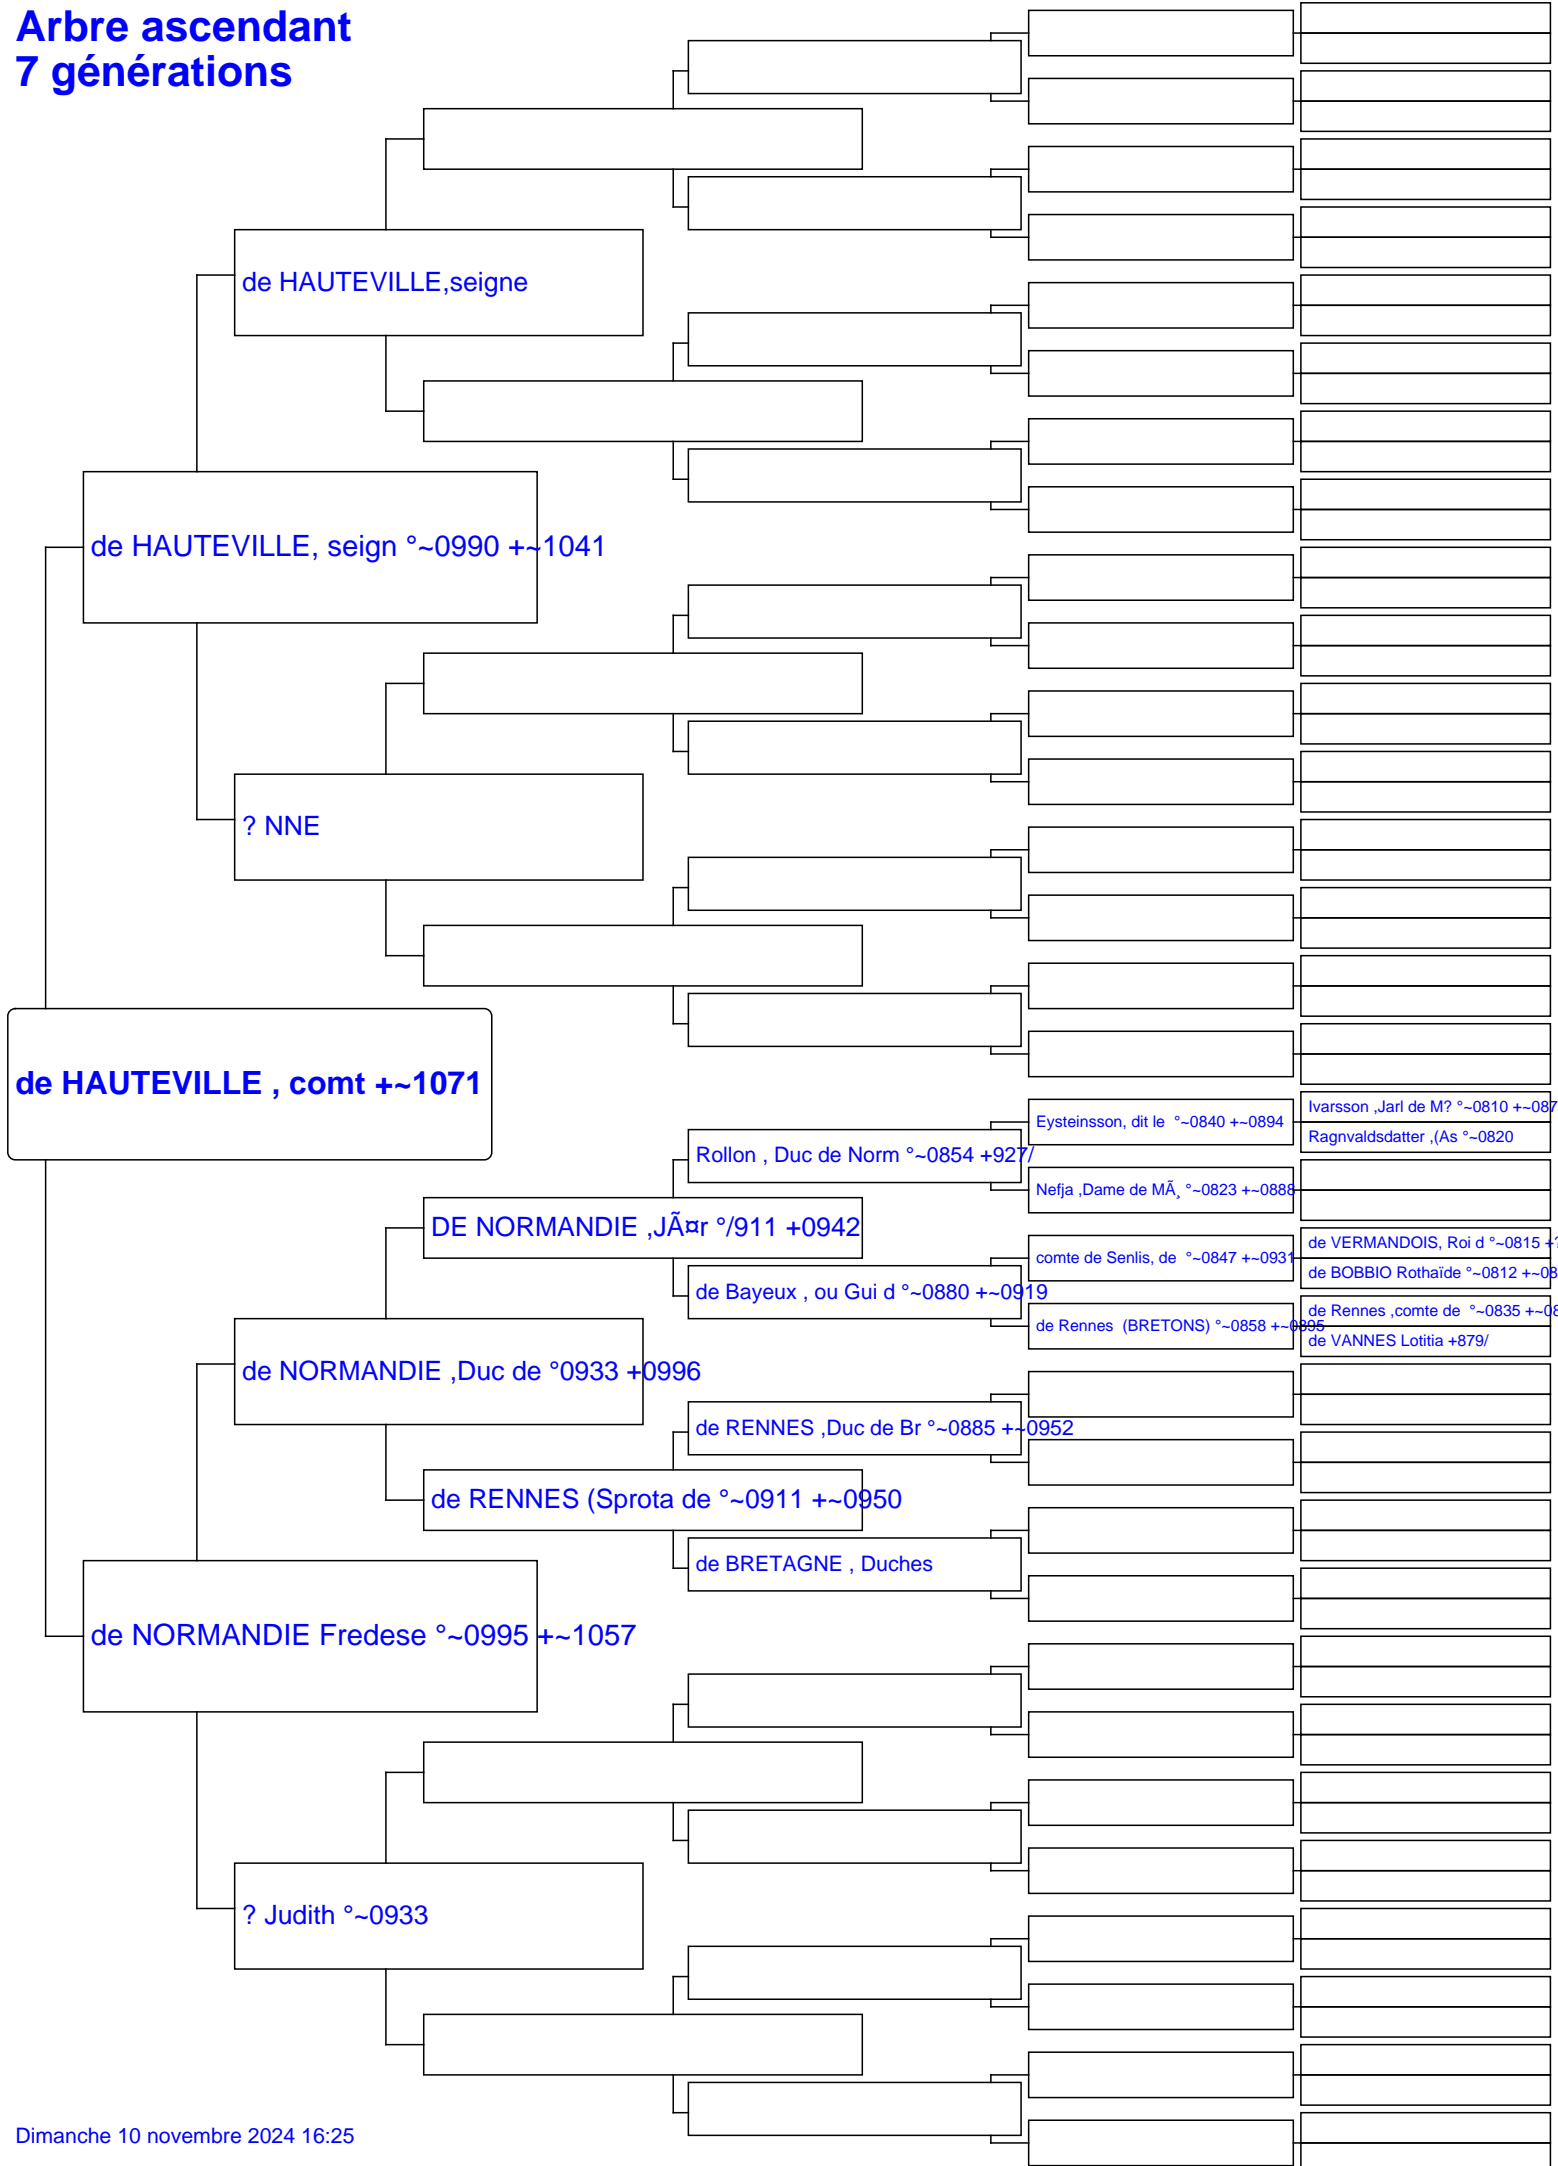 Arbre ascendant
7 générations
de HAUTEVILLE,seigne
de HAUTEVILLE, seign °~0990 +~1041
? NNE
de HAUTEVILLE , comt +~1071
Ivarsson ,Jarl de M? °~0810 +~087
Eysteinsson, dit le °~0840 +~0894
Ragnvaldsdatter ,(As °~0820
Rollon , Duc de Norm °~0854 +927/
Nefja ,Dame de MÃ¸ °~0823 +~0888
DE NORMANDIE ,JÃ¤r °/911 +0942
de VERMANDOIS, Roi d °~0815 +?
comte de Senlis, de °~0847 +~0931
de BOBBIO Rothaïde °~0812 +~08
de Bayeux , ou Gui d °~0880 +~0919
de Rennes ,comte de °~0835 +~08
de Rennes (BRETONS) °~0858 +~0895
de VANNES Lotitia +879/
de NORMANDIE ,Duc de °0933 +0996
de RENNES ,Duc de Br °~0885 +~0952
de RENNES (Sprota de °~0911 +~0950
de BRETAGNE , Duches
de NORMANDIE Fredese °~0995 +~1057
? Judith °~0933
Dimanche 10 novembre 2024 16:25